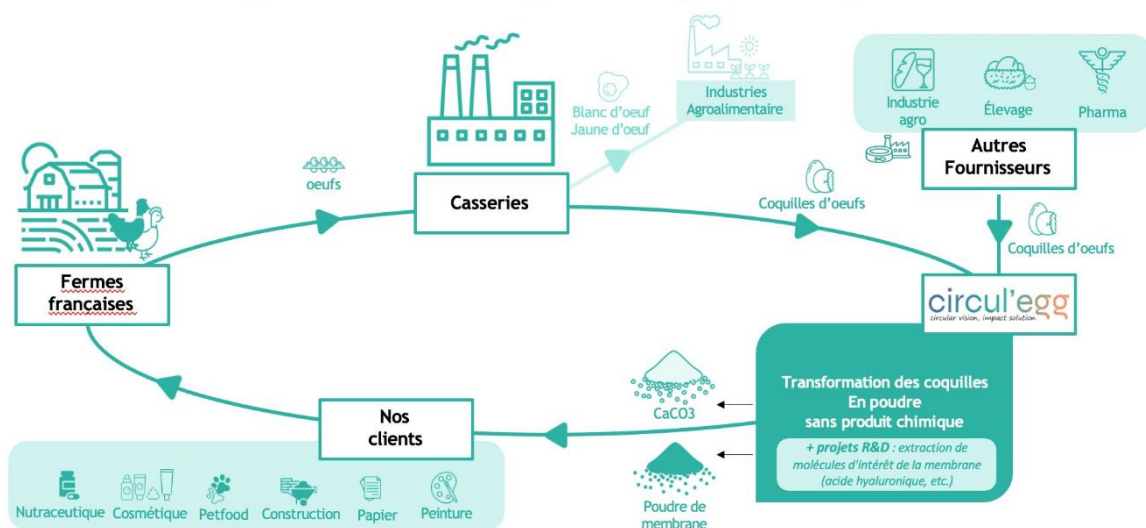 Industries
Agroalimentaire
Blanc d'oeuf
Jaune d'oeuf
Industrie
agro
Élevage
Pharma
Autres
Fournisseurs
oeufs
Casseries
Coquilles d'oeufs
Coquilles d'oeufs
Fermes
françaises
circul'egg
circular vision, impact solution
Transformation des coquilles
En poudre
sans produit chimique
+ projets R&D : extraction de
molécules d'intérêt de la membrane
(acide hyaluronique, etc.)
CaCO3
Poudre de
membrane
Nos
clients
Nutraceutique
Cosmétique
Petfood
Construction
Papier
Peinture